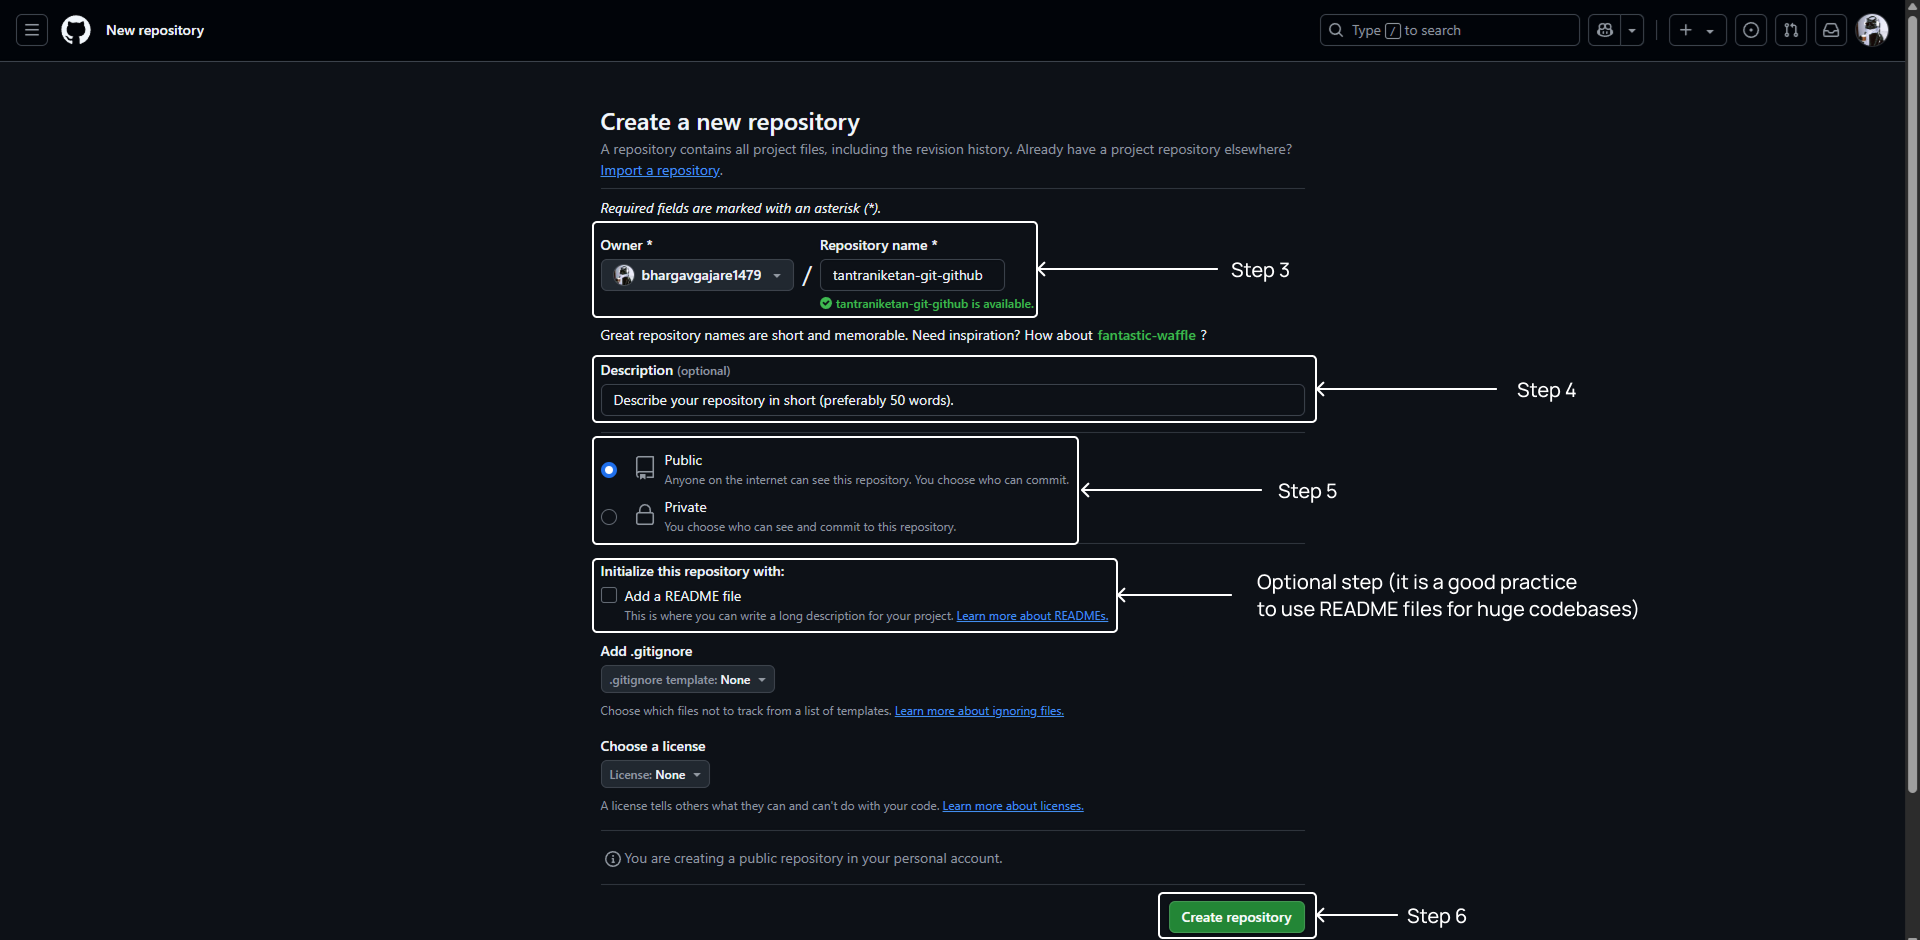 New repository
Type / to search
Create a new repository
A repository contains all project files, including the revision history. Already have a project repository elsewhere?
Import a repository.
Required fields are marked with an asterisk (*).
Owner *
Repository name *
bhargavgajare1479
/
tantraniketan-git-github
Step 3
tantraniketan-git-github is available.
Great repository names are short and memorable. Need inspiration? How about fantastic-waffle ?
Description (optional)
Describe your repository in short (preferably 50 words).
Step 4
Public
Anyone on the internet can see this repository. You choose who can commit.
Step 5
Private
You choose who can see and commit to this repository.
Initialize this repository with:
Add a README file
This is where you can write a long description for your project. Learn more about READMEs.
Optional step (it is a good practice
to use README files for huge codebases)
Add .gitignore
.gitignore template: None
Choose which files not to track from a list of templates. Learn more about ignoring files.
Choose a license
License: None
A license tells others what they can and can't do with your code. Learn more about licenses.
You are creating a public repository in your personal account.
Create repository
Step 6